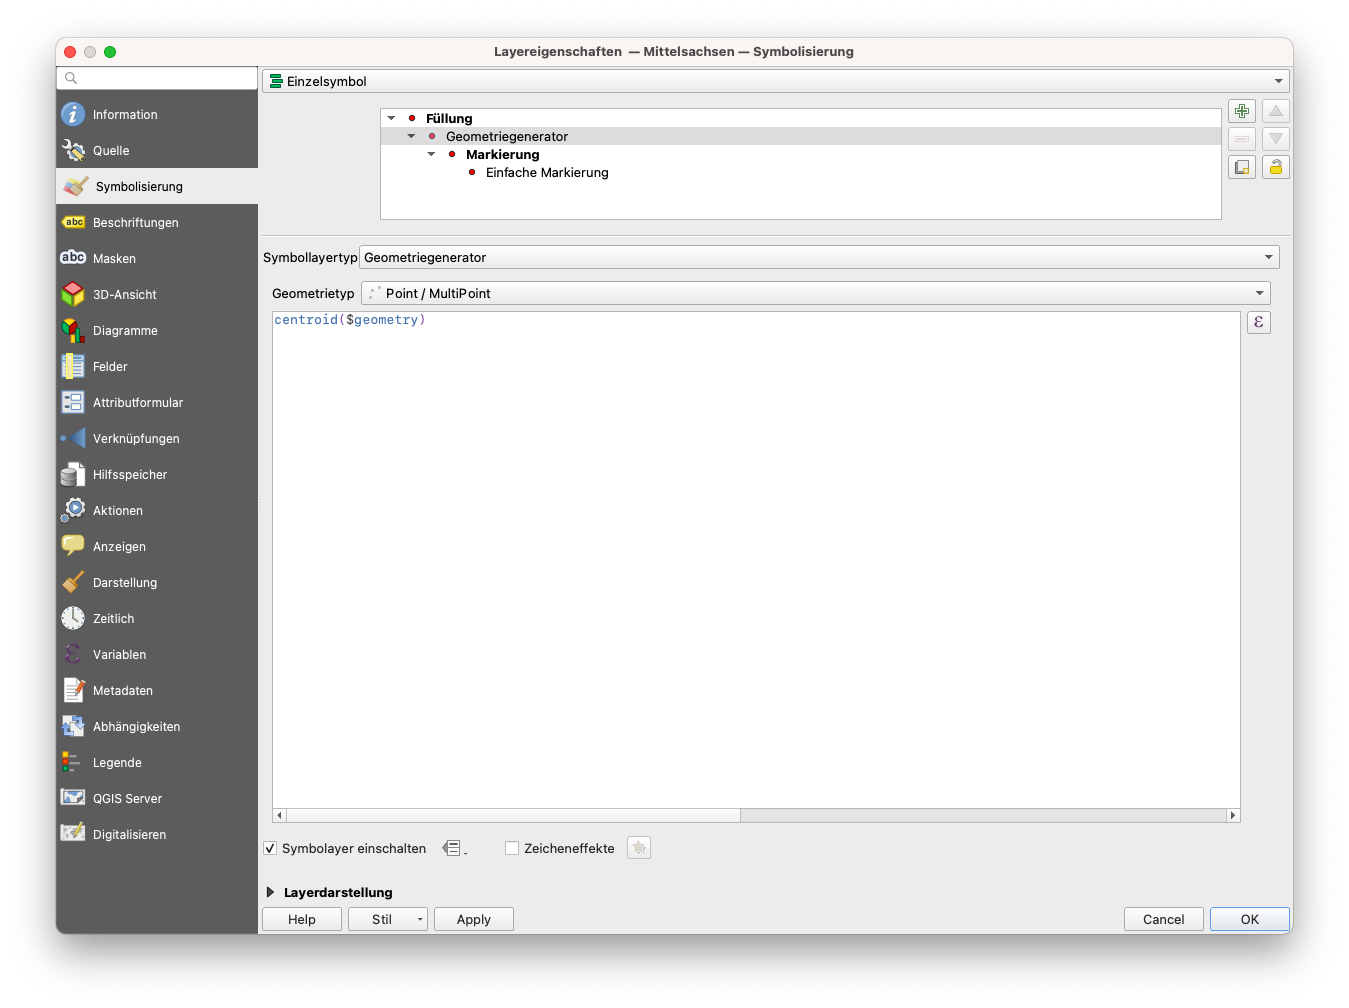 Layereigenschaften — Mittelsachsen — Symbolisierung
Einzelsymbol
Information
Quelle
Symbolisierung
Beschriftungen
Masken
3D-Ansicht
Diagramme
Felder
Attributformular
Verknüpfungen
Hilfsspeicher
Aktionen
Anzeigen
Darstellung
Zeitlich
Variablen
Metadaten
Abhängigkeiten
Legende
QGIS Server
Digitalisieren
Füllung
Geometriegenerator
Markierung
Einfache Markierung
Symbollayertyp Geometriegenerator
Geometrietyp Point / MultiPoint
centroid($geometry)
ε
Symbolayer einschalten
Zeicheneffekte
Layerdarstellung
Help Stil Apply Cancel OK